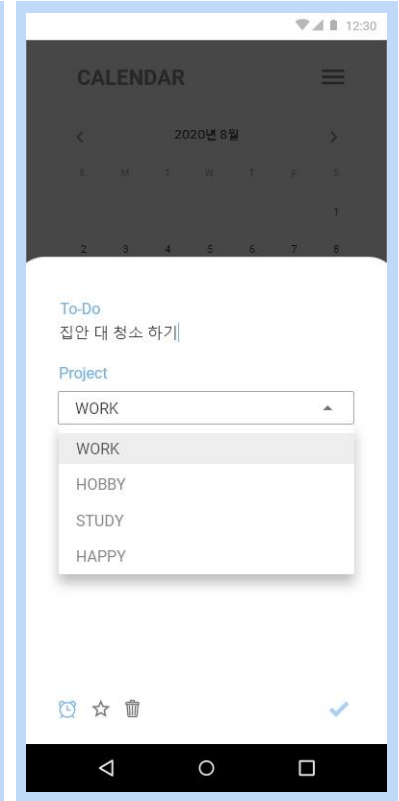 12:30
CALENDAR
2020년 8월
S M T W T F S
1
2 3 4 5 6 7 8
To-Do
집안 대 청소 하기
Project
WORK
WORK
HOBBY
STUDY
HAPPY